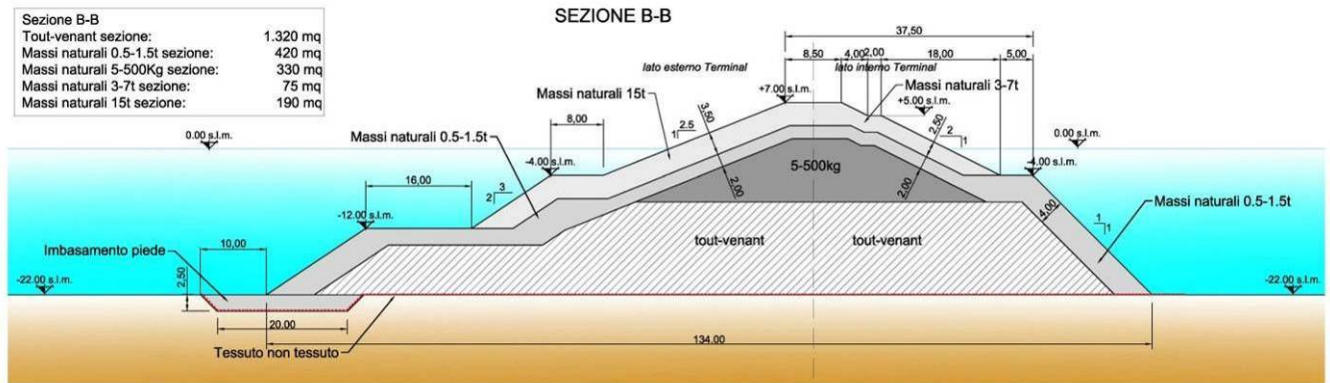 SEZIONE B-B
Sezione B-B
Tout-venant sezione: 1.320 mq
Massi naturali 0.5-1.5t sezione: 420 mq
Massi naturali 5-500Kg sezione: 330 mq
Massi naturali 3-7t sezione: 75 mq
Massi naturali 15t sezione: 190 mq
37,50
8,50 4,00 2,00 18,00 5,00
lato esterno Terminal lato interno Terminal
Massi naturali 15t
+7.00 s.l.m.
Massi naturali 3-7t
+5.00 s.l.m.
8,00
2.5
1
3,50
2,50
2
1
Massi naturali 0.5-1.5t
0.00 s.l.m.
0.00 s.l.m.
-4.00 s.l.m.
-4.00 s.l.m.
5-500kg
2,00
2,00
16,00
3
2
4,00
1
1
Massi naturali 0.5-1.5t
-12.00 s.l.m.
Imbasamento piede
10,00
tout-venant
tout-venant
-22.00 s.l.m.
2,50
-22.00 s.l.m.
20.00
134.00
Tessuto non tessuto